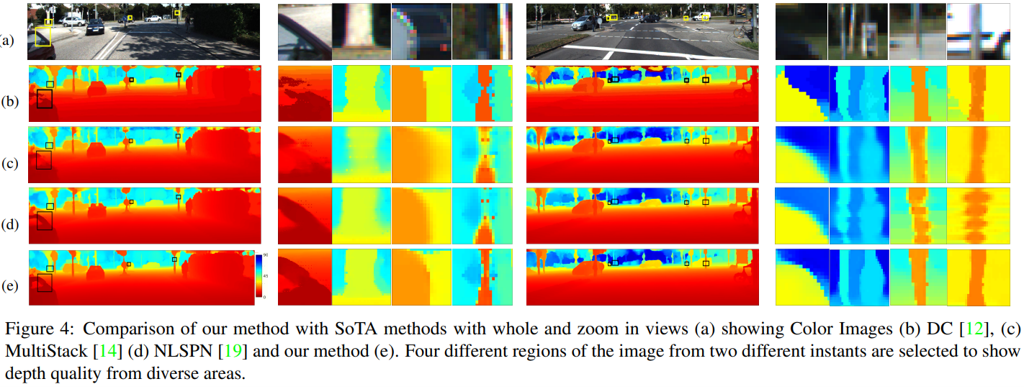 (a)
(b)
(c)
(d)
(e)
Figure 4: Comparison of our method with SoTA methods with whole and zoom in views (a) showing Color Images (b) DC [12], (c)
MultiStack [14] (d) NLSPN [19] and our method (e). Four different regions of the image from two different instants are selected to show
depth quality from diverse areas.